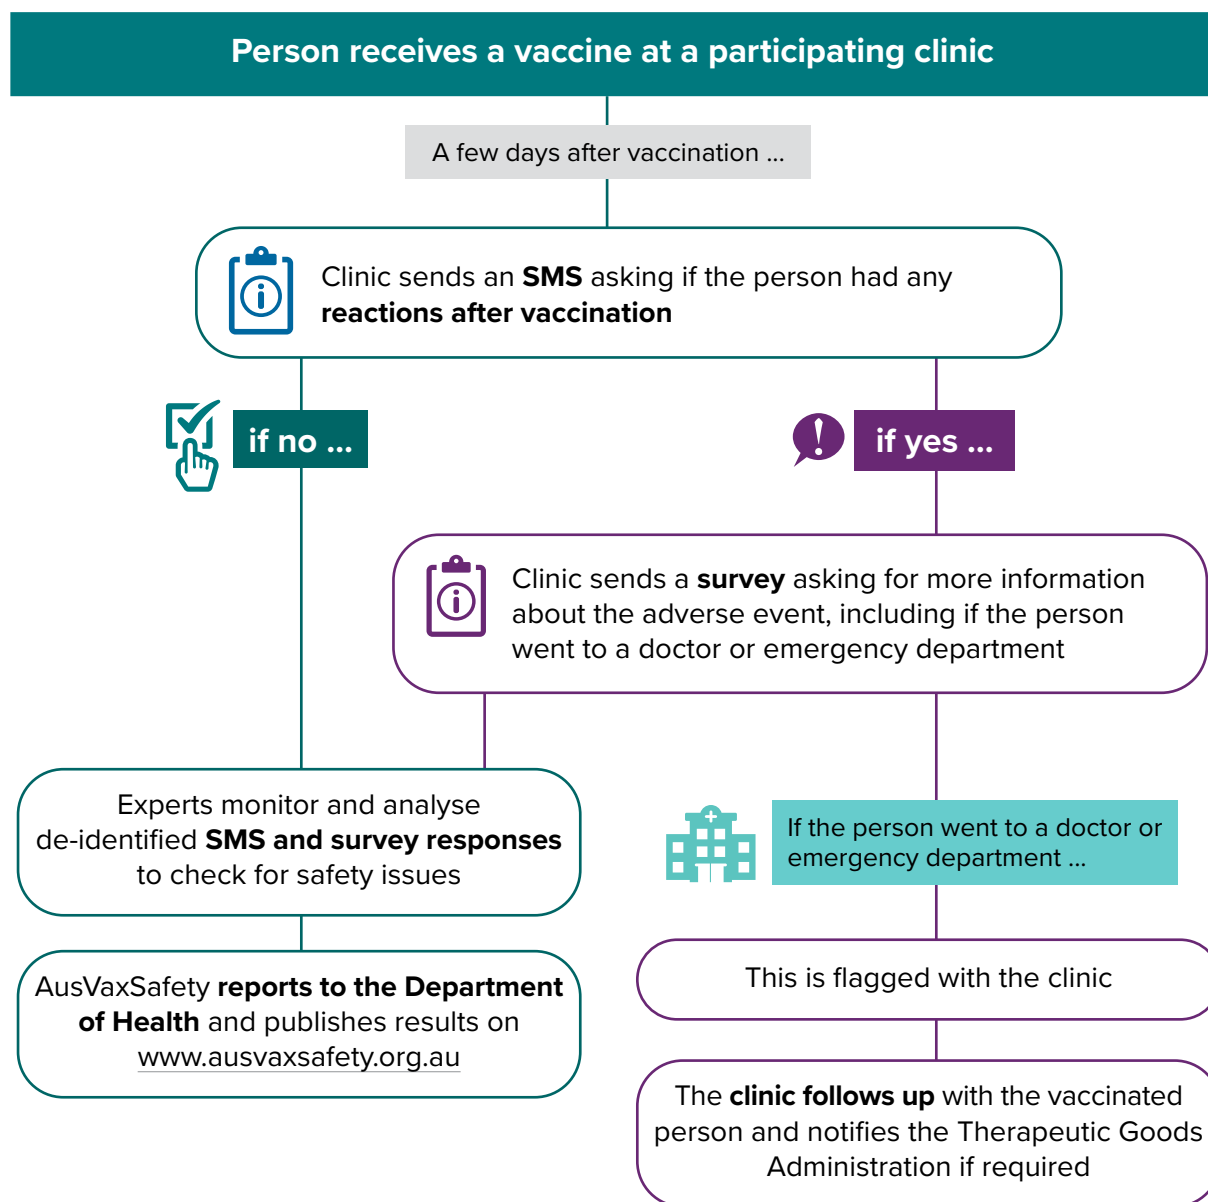 Person receives a vaccine at a participating clinic
A few days after vaccination ...
Clinic sends an SMS asking if the person had any
reactions after vaccination
if no ...
if yes ...
Clinic sends a survey asking for more information
about the adverse event, including if the person
went to a doctor or emergency department
Experts monitor and analyse
de-identified SMS and survey responses
to check for safety issues
If the person went to a doctor or
emergency department ...
AusVaxSafety reports to the Department
of Health and publishes results on
www.ausvaxsafety.org.au
This is flagged with the clinic
The clinic follows up with the vaccinated
person and notifies the Therapeutic Goods
Administration if required